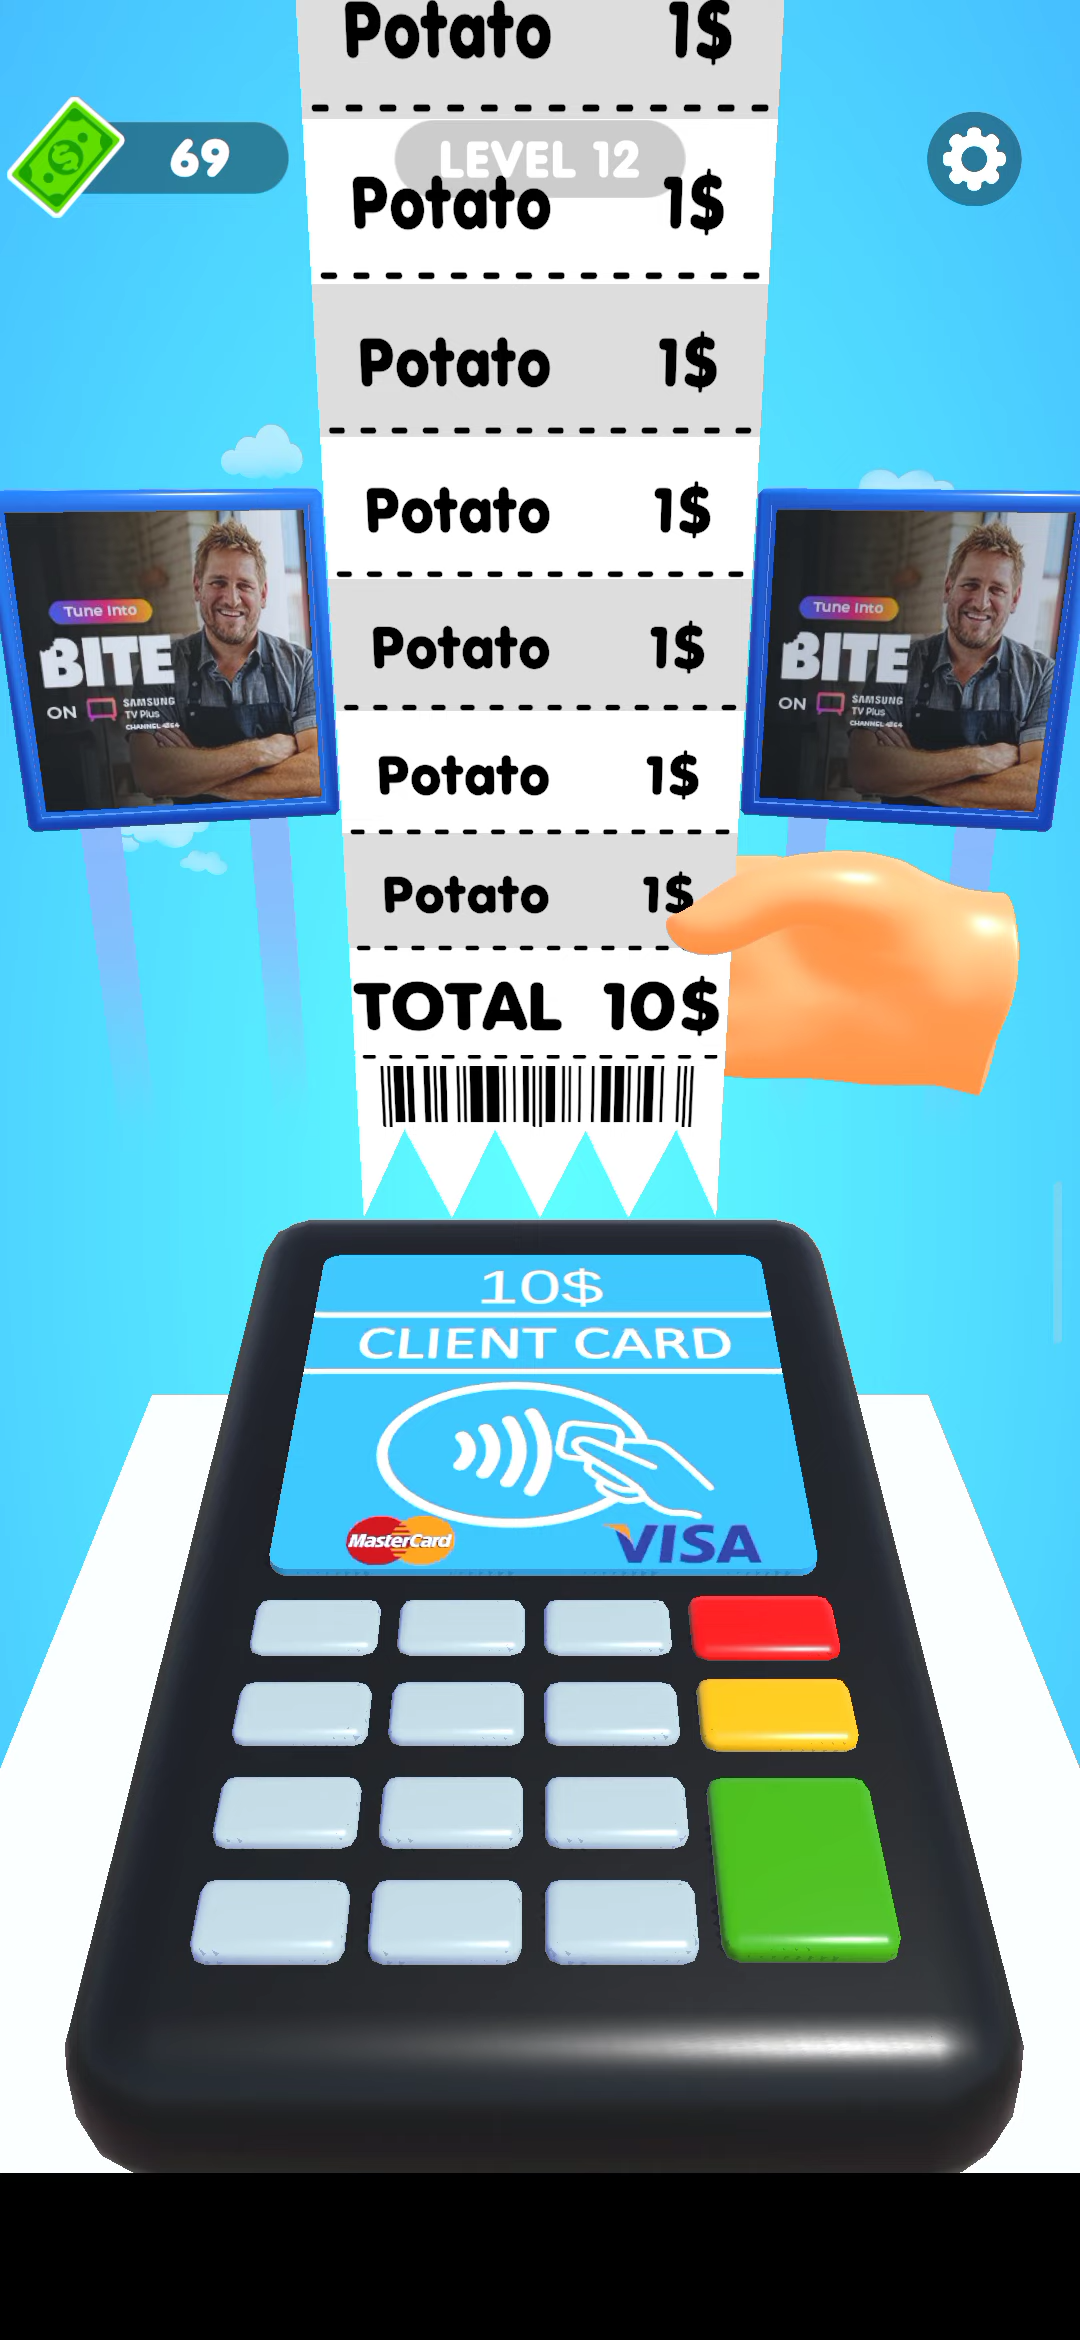 Potato 1$
69
LEVEL 12
Potato 1$
Potato 1$
Potato 1$
Tune Into
BITE
ON SAMSUNG TV Plus
Tune Into
BITE
ON SAMSUNG TV Plus
Potato 1$
Potato 1$
Potato 1$
TOTAL 10$
10$
CLIENT CARD
MasterCard
VISA